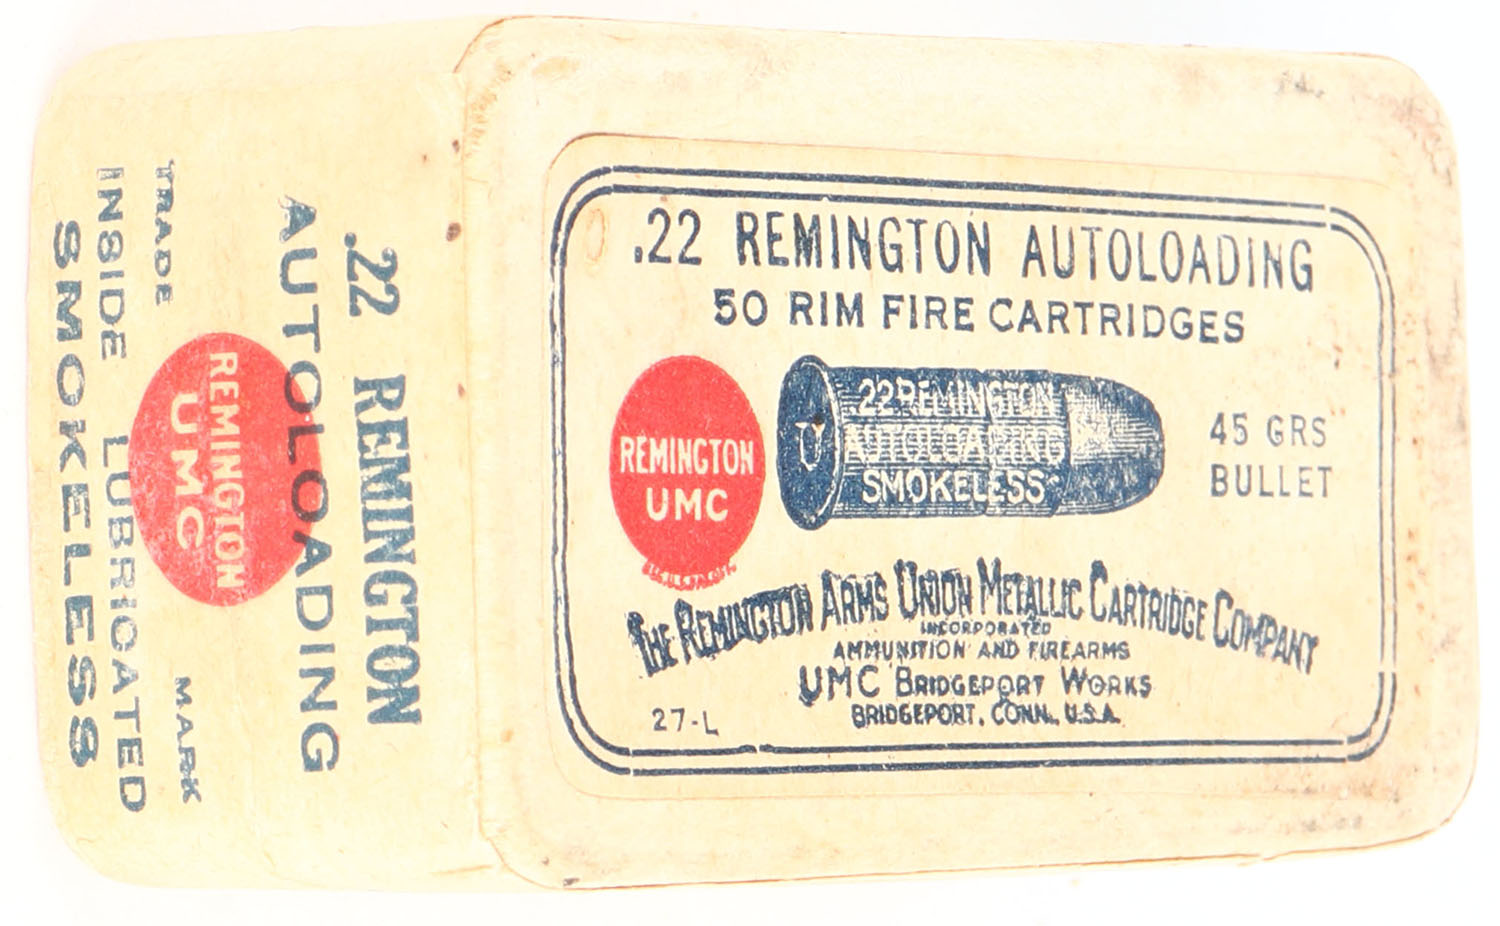 .22 REMINGTON AUTOLOADING
50 RIM FIRE CARTRIDGES
REMINGTON
UMC
U
.22 REMINGTON
AUTOLOADING
SMOKELESS
45 GRS
BULLET
THE REMINGTON ARMS UNION METALLIC CARTRIDGE COMPANY
INCORPORATED
AMMUNITION AND FIREARMS
UMC BRIDGEPORT WORKS
BRIDGEPORT, CONN., U.S.A.
27-L
.22 REMINGTON
AUTOLOADING
REMINGTON
UMC
TRADE MARK
INSIDE LUBRICATED
SMOKELESS